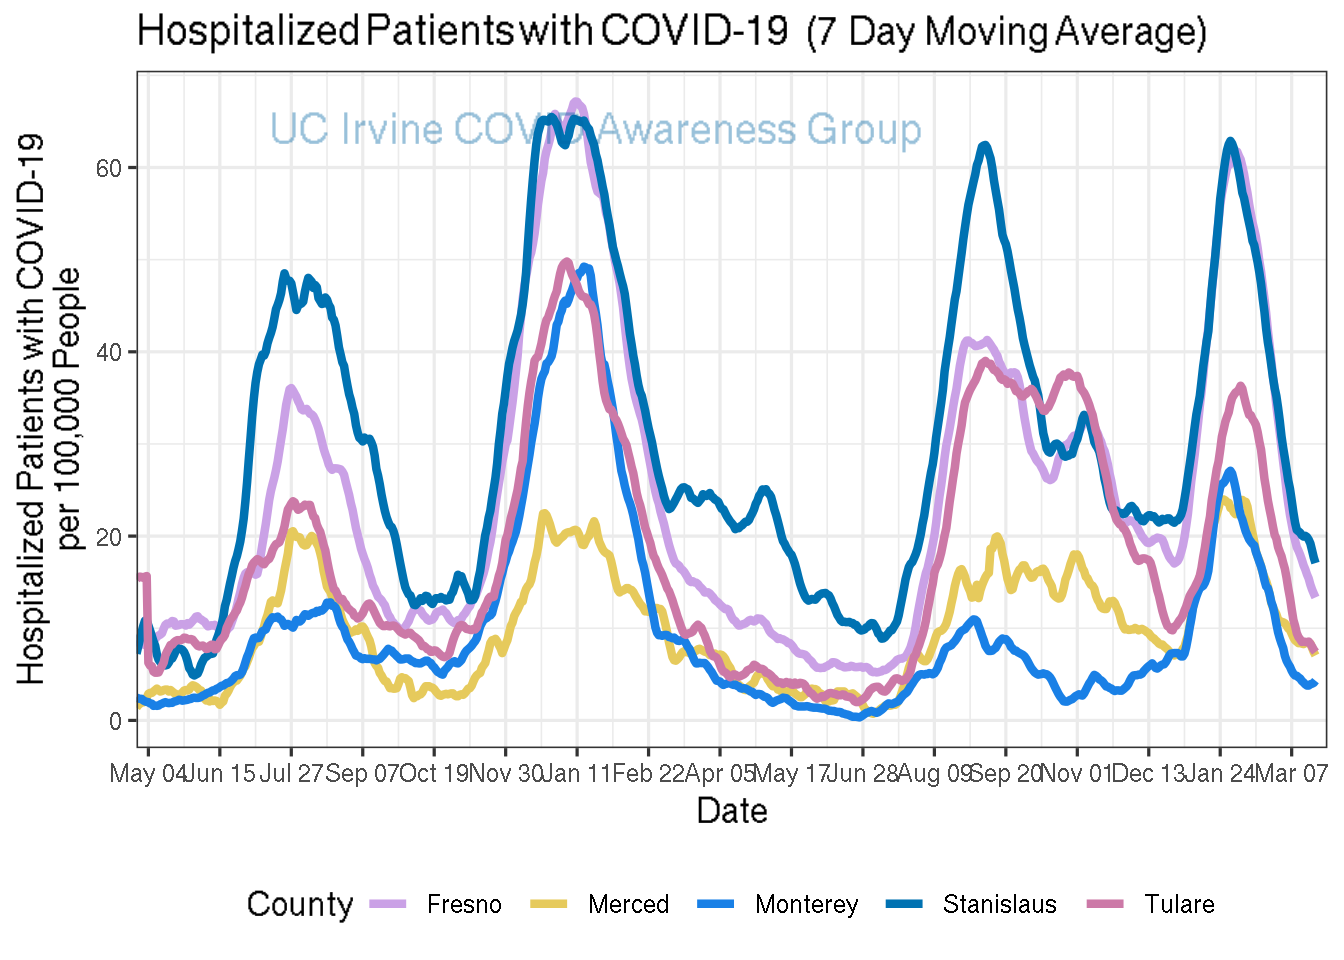 Hospitalized Patients with COVID-19 (7 Day Moving Average)
UC Irvine COVID Awareness Group
Hospitalized Patients with COVID-19
per 100,000 People
60
40
20
0
May 04 Jun 15 Jul 27 Sep 07 Oct 19 Nov 30 Jan 11 Feb 22 Apr 05 May 17 Jun 28 Aug 09 Sep 20 Nov 01 Dec 13 Jan 24 Mar 07
Date
County Fresno Merced Monterey Stanislaus Tulare